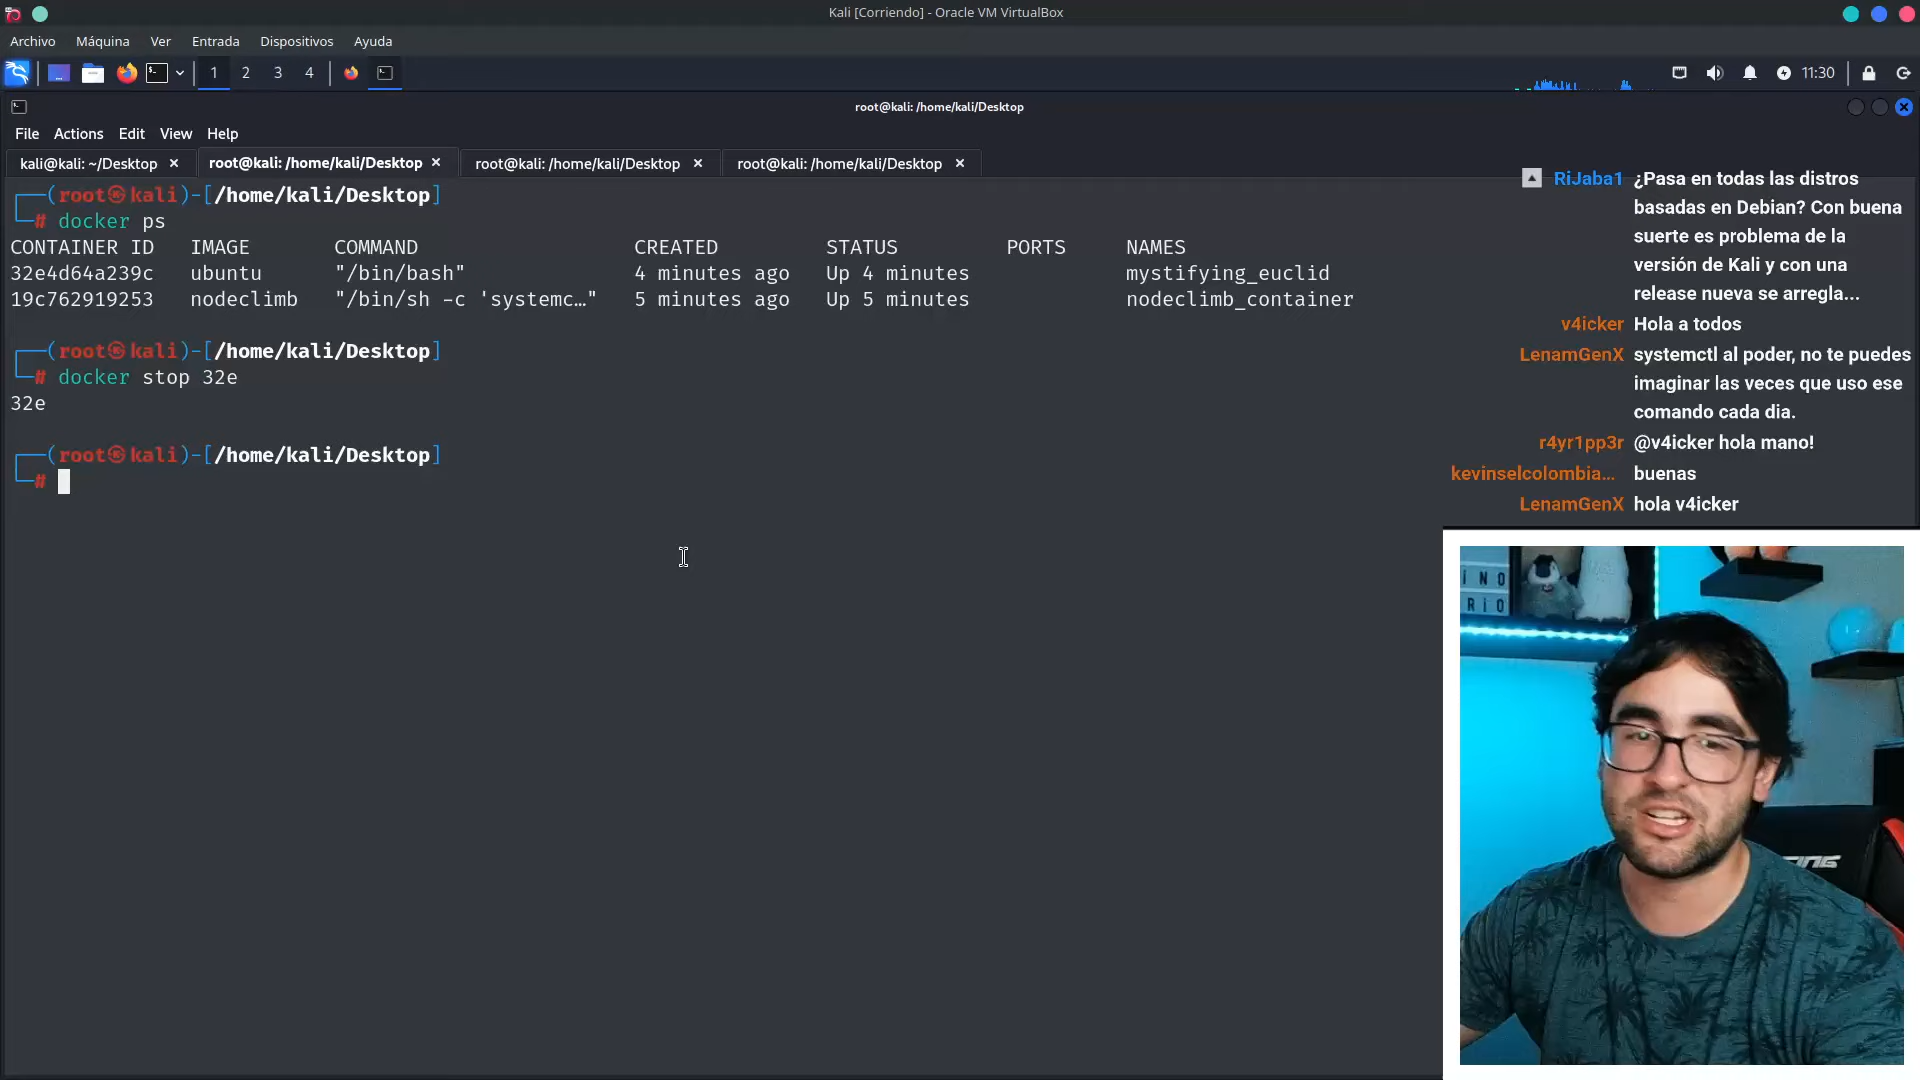 Kali [Corriendo] - Oracle VM VirtualBox
Archivo Máquina Ver Entrada Dispositivos Ayuda
1 2 3 4 11:30
root@kali: /home/kali/Desktop
File Actions Edit View Help
kali@kali: ~/Desktop root@kali: /home/kali/Desktop root@kali: /home/kali/Desktop root@kali: /home/kali/Desktop
(root㉿kali)-[/home/kali/Desktop]
# docker ps
CONTAINER ID IMAGE COMMAND CREATED STATUS PORTS NAMES
32e4d64a239c ubuntu "/bin/bash" 4 minutes ago Up 4 minutes mystifying_euclid
19c762919253 nodeclimb "/bin/sh -c 'systemc…" 5 minutes ago Up 5 minutes nodeclimb_container
(root㉿kali)-[/home/kali/Desktop]
# docker stop 32e
32e
(root㉿kali)-[/home/kali/Desktop]
#
RiJaba1 ¿Pasa en todas las distros
basadas en Debian? Con buena
suerte es problema de la
versión de Kali y con una
release nueva se arregla...
v4icker Hola a todos
LenamGenX systemctl al poder, no te puedes
imaginar las veces que uso ese
comando cada dia.
r4yr1pp3r @v4icker hola mano!
kevinselcolombia... buenas
LenamGenX hola v4icker
INO
RIO